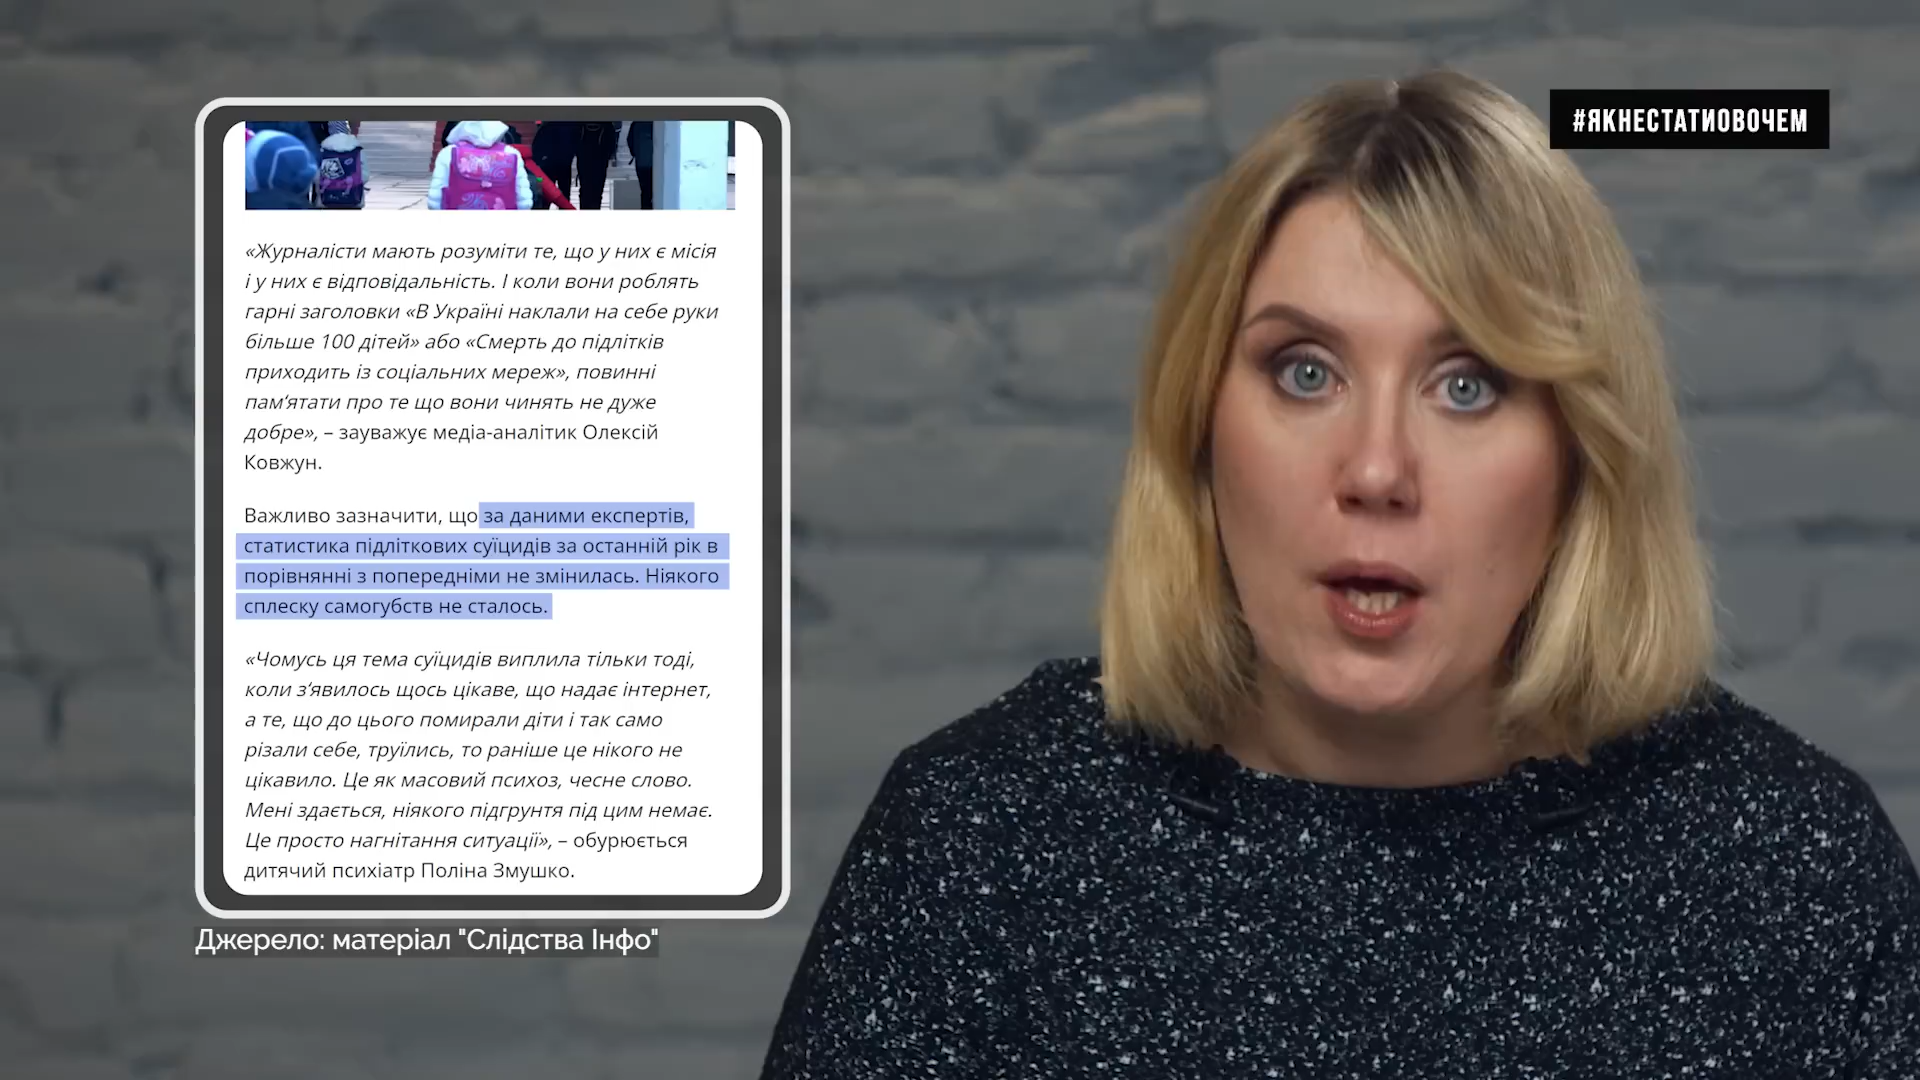 #ЯКНЕСТАТИОВОЧЕМ
«Журналісти мають розуміти те, що у них є місія
і у них є відповідальність. І коли вони роблять
гарні заголовки «В Україні наклали на себе руки
більше 100 дітей» або «Смерть до підлітків
приходить із соціальних мереж», повинні
пам‘ятати про те що вони чинять не дуже
добре», – зауважує медіа-аналітик Олексій
Ковжун.
Важливо зазначити, що за даними експертів,
статистика підліткових суїцидів за останній рік в
порівнянні з попередніми не змінилась. Ніякого
сплеску самогубств не сталось.
«Чомусь ця тема суїцидів виплила тільки тоді,
коли з‘явилось щось цікаве, що надає інтернет,
а те, що до цього помирали діти і так само
різали себе, труїлись, то раніше це нікого не
цікавило. Це як масовий психоз, чесне слово.
Мені здається, ніякого підгрунтя під цим немає.
Це просто нагнітання ситуації», – обурюється
дитячий психіатр Поліна Змушко.
Джерело: матеріал "Слідства Інфо"